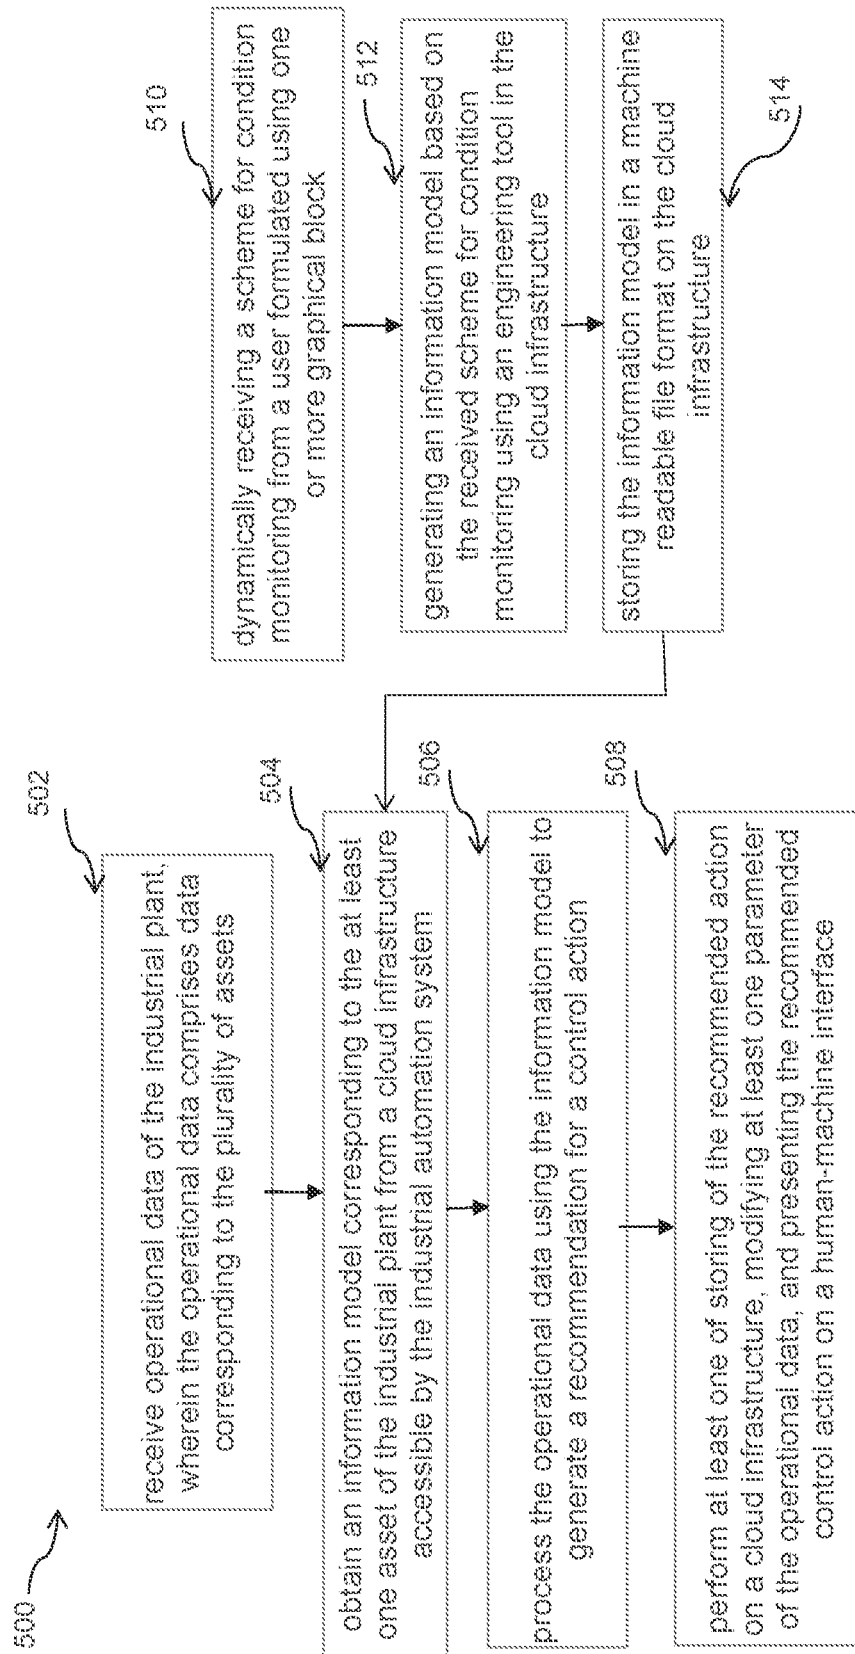 500
502
receive operational data of the industrial plant,
wherein the operational data comprises data
corresponding to the plurality of assets
504
obtain an information model corresponding to the at least
one asset of the industrial plant from a cloud infrastructure
accessible by the industrial automation system
506
process the operational data using the information model to
generate a recommendation for a control action
508
perform at least one of storing of the recommended action
on a cloud infrastructure, modifying at least one parameter
of the operational data, and presenting the recommended
control action on a human-machine interface
510
dynamically receiving a scheme for condition
monitoring from a user formulated using one
or more graphical block
512
generating an information model based on
the received scheme for condition
monitoring using an engineering tool in the
cloud infrastructure
514
storing the information model in a machine
readable file format on the cloud
infrastructure